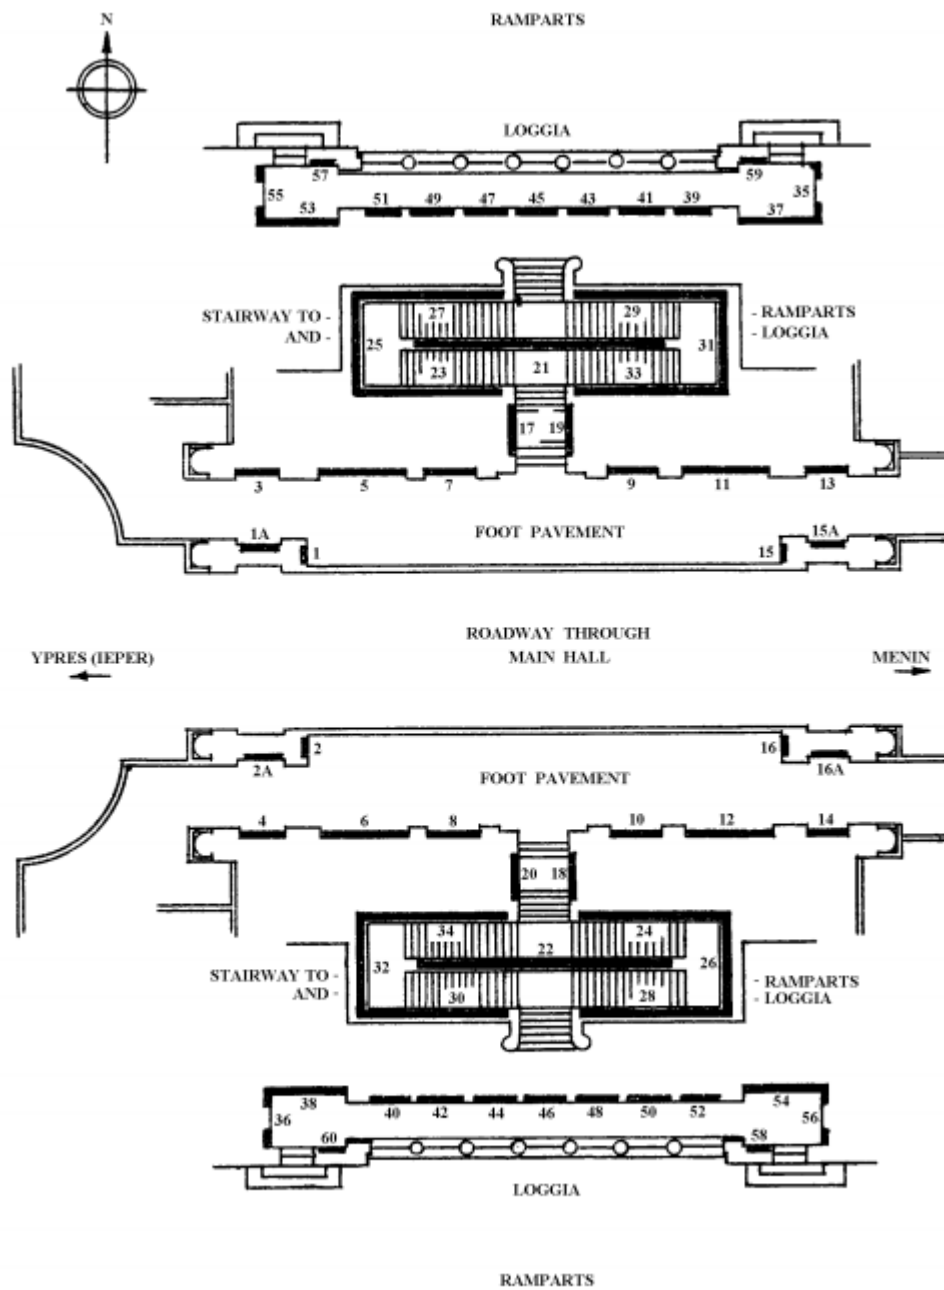 N
RAMPARTS
LOGGIA
57
59
55
35
53
51
49
47
45
43
41
39
37
STAIRWAY TO -
AND -
27
29
- RAMPARTS
- LOGGIA
25
31
23
21
33
17
19
3
5
7
9
11
13
1A
1
FOOT PAVEMENT
15
15A
ROADWAY THROUGH
MAIN HALL
YPRES (IEPER)
MENIN
2
16
2A
FOOT PAVEMENT
16A
4
6
8
10
12
14
20
18
34
24
22
32
26
STAIRWAY TO -
AND -
30
28
- RAMPARTS
- LOGGIA
38
54
40
42
44
46
48
50
52
36
56
60
58
LOGGIA
RAMPARTS